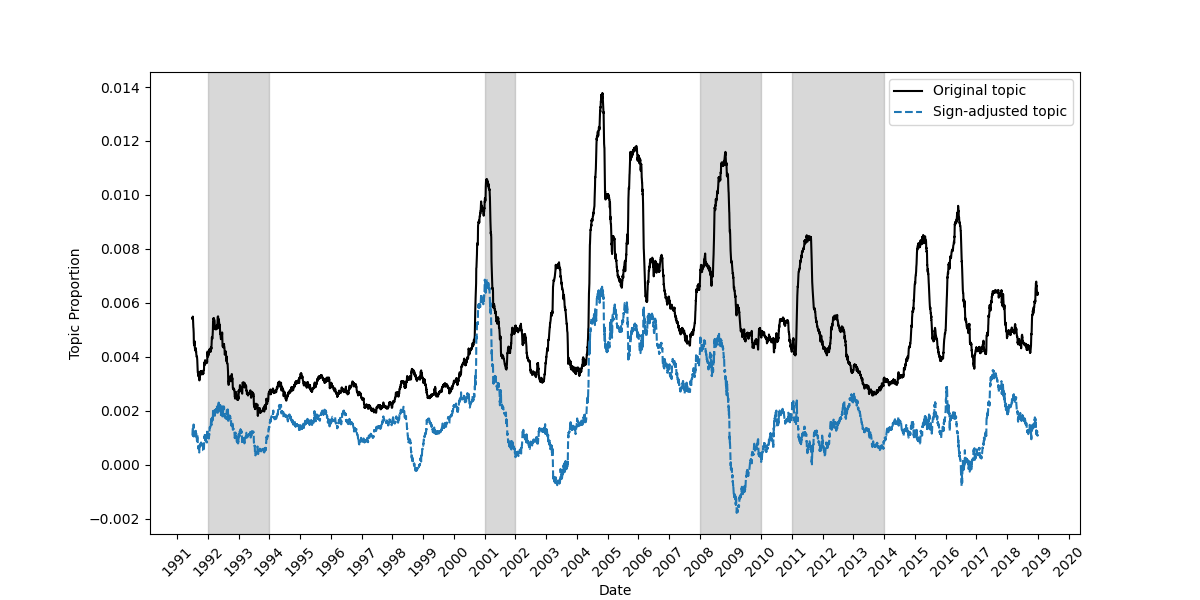 Original topic
Sign-adjusted topic
0.014
0.012
0.010
0.008
0.006
0.004
0.002
0.000
−0.002
Topic Proportion
1991 1992 1993 1994 1995 1996 1997 1998 1999 2000 2001 2002 2003 2004 2005 2006 2007 2008 2009 2010 2011 2012 2013 2014 2015 2016 2017 2018 2019 2020
Date